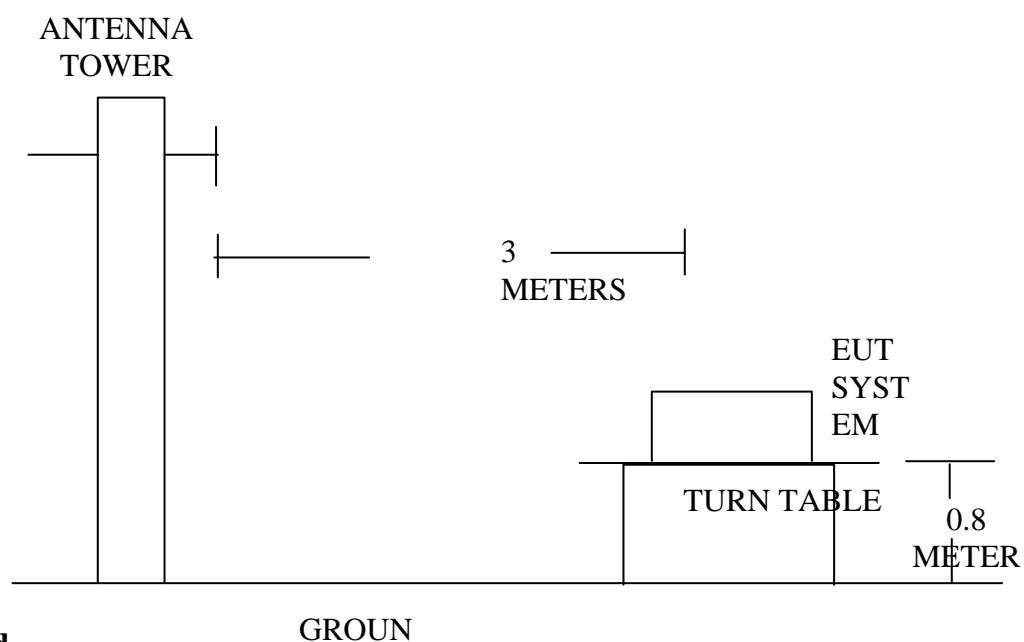 ANTENNA
TOWER
3
METERS
EUT
SYST
EM
TURN TABLE
0.8
METER
GROUN